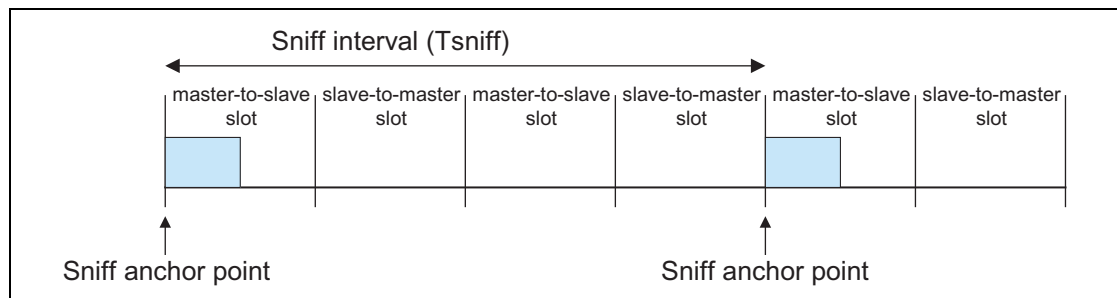 Sniff interval (Tsniff)
master-to-slave slave-to-master master-to-slave slave-to-master master-to-slave slave-to-master
slot slot slot slot slot slot
Sniff anchor point Sniff anchor point